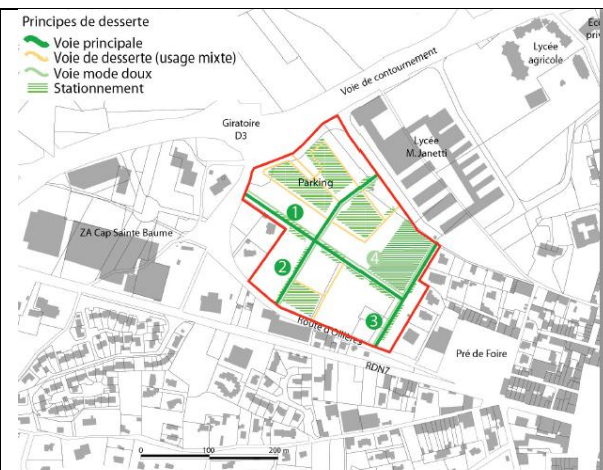 Principes de desserte
Voie principale
Voie de desserte (usage mixte)
Voie mode doux
Stationnement
Voie de contournement
Lycée
agricole
Giratoire
D3
Lycée
M.Janetti
Parking
1
ZA Cap Sainte Baume
4
2
3
Route d'Ollières
Pré de Foire
RDN7
0 100 200 m